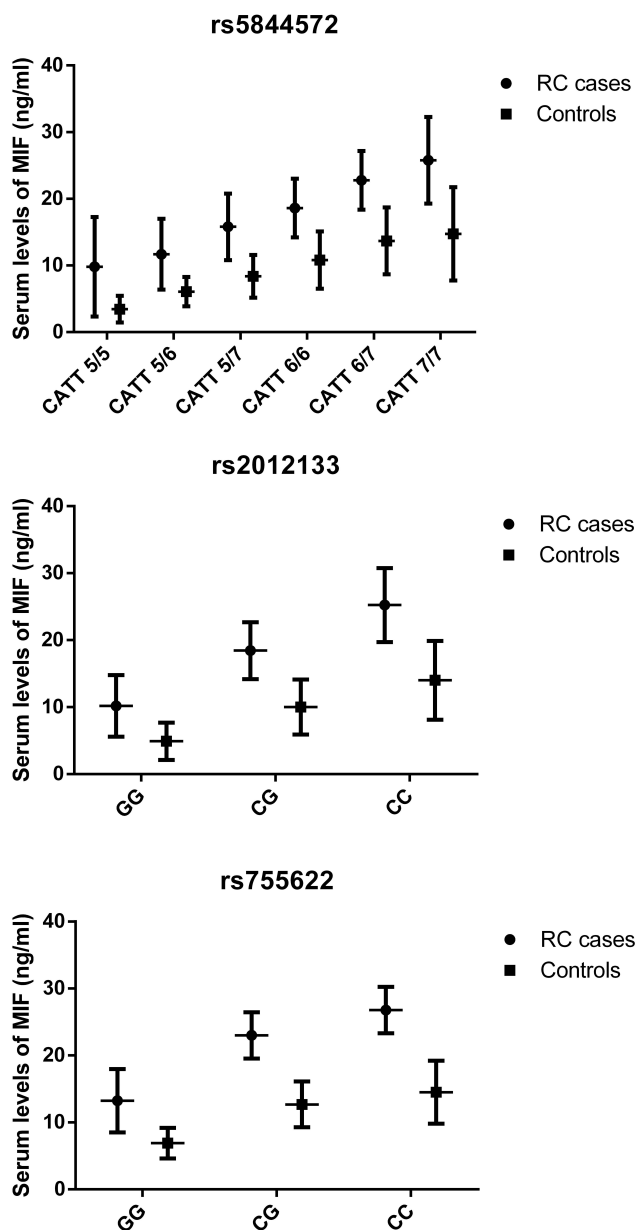 rs5844572
Serum levels of MIF (ng/ml)
40
30
20
10
0
CATT 5/5
CATT 5/6
CATT 5/7
CATT 6/6
CATT 6/7
CATT 7/7
RC cases
Controls
rs2012133
Serum levels of MIF (ng/ml)
40
30
20
10
0
GG
CG
CC
RC cases
Controls
rs755622
Serum levels of MIF (ng/ml)
40
30
20
10
0
GG
CG
CC
RC cases
Controls